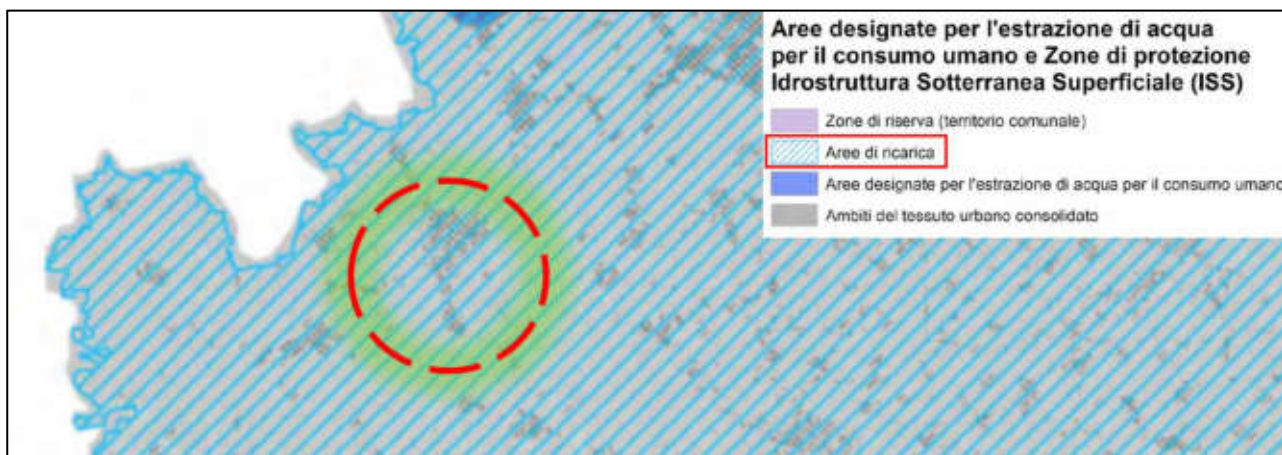 Aree designate per l'estrazione di acqua
per il consumo umano e Zone di protezione
Idrostruttura Sotterranea Superficiale (ISS)
Zone di riserva (territorio comunale)
Aree di ricarica
Aree designate per l'estrazione di acqua per il consumo umano
Ambiti del tessuto urbano consolidato